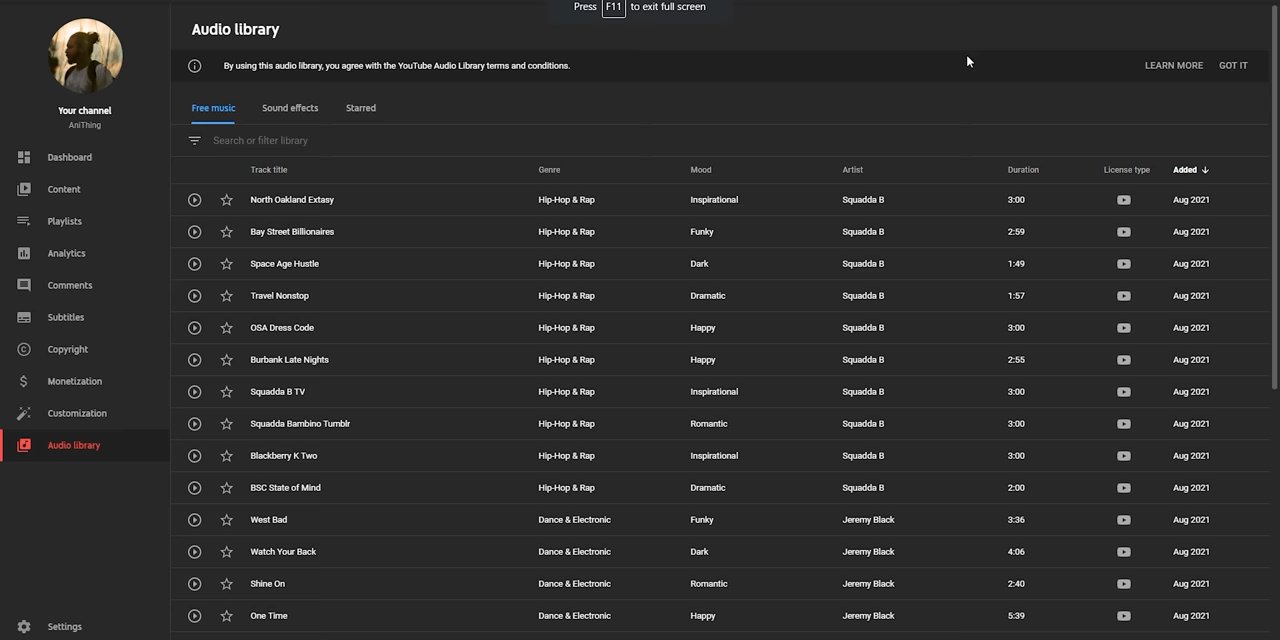 Press F11 to exit full screen
Audio library
By using this audio library, you agree with the YouTube Audio Library terms and conditions. LEARN MORE GOT IT
Your channel
AniThing
Dashboard
Content
Playlists
Analytics
Comments
Subtitles
Copyright
Monetization
Customization
Audio library
Settings
Free music Sound effects Starred
Search or filter library
Track title Genre Mood Artist Duration License type Added
North Oakland Extasy Hip-Hop & Rap Inspirational Squadda B 3:00 Aug 2021
Bay Street Billionaires Hip-Hop & Rap Funky Squadda B 2:59 Aug 2021
Space Age Hustle Hip-Hop & Rap Dark Squadda B 1:49 Aug 2021
Travel Nonstop Hip-Hop & Rap Dramatic Squadda B 1:57 Aug 2021
OSA Dress Code Hip-Hop & Rap Happy Squadda B 3:00 Aug 2021
Burbank Late Nights Hip-Hop & Rap Happy Squadda B 2:55 Aug 2021
Squadda B TV Hip-Hop & Rap Inspirational Squadda B 3:00 Aug 2021
Squadda Bambino Tumblr Hip-Hop & Rap Romantic Squadda B 3:00 Aug 2021
Blackberry K Two Hip-Hop & Rap Inspirational Squadda B 3:00 Aug 2021
BSC State of Mind Hip-Hop & Rap Dramatic Squadda B 2:00 Aug 2021
West Bad Dance & Electronic Funky Jeremy Black 3:36 Aug 2021
Watch Your Back Dance & Electronic Dark Jeremy Black 4:06 Aug 2021
Shine On Dance & Electronic Romantic Jeremy Black 2:40 Aug 2021
One Time Dance & Electronic Happy Jeremy Black 5:39 Aug 2021